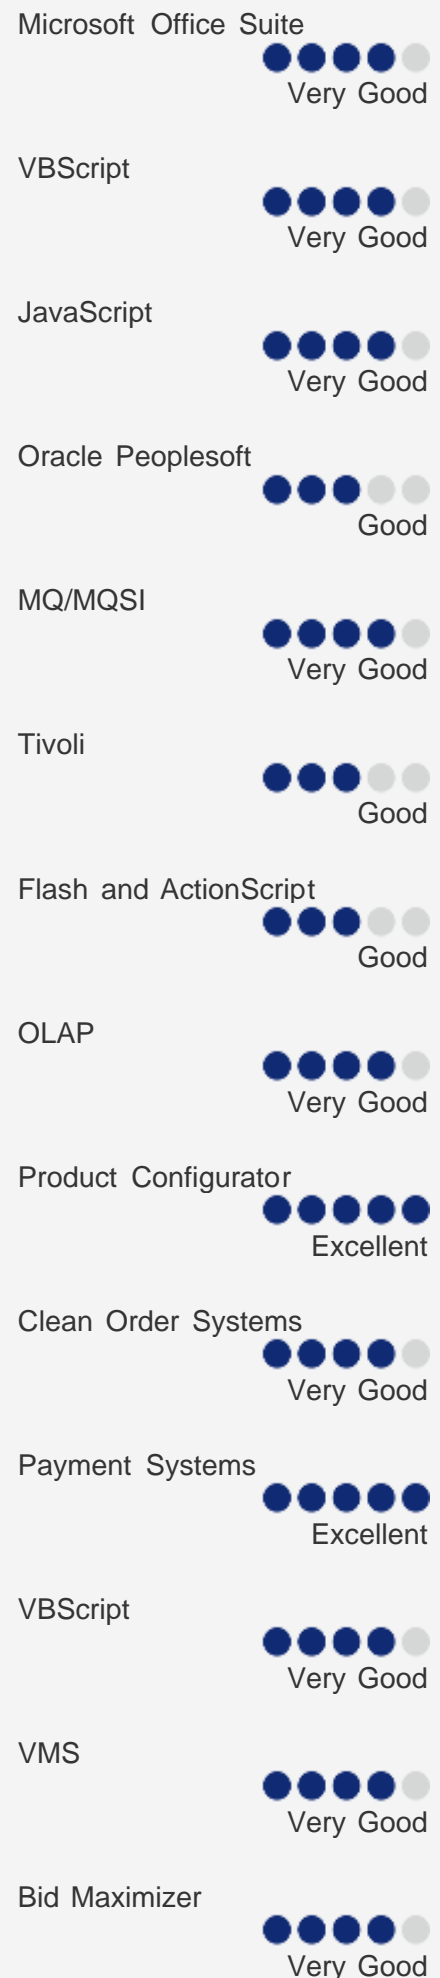 Microsoft Office Suite
Very Good
VBScript
Very Good
JavaScript
Very Good
Oracle Peoplesoft
Good
MQ/MQSI
Very Good
Tivoli
Good
Flash and ActionScript
Good
OLAP
Very Good
Product Configurator
Excellent
Clean Order Systems
Very Good
Payment Systems
Excellent
VBScript
Very Good
VMS
Very Good
Bid Maximizer
Very Good